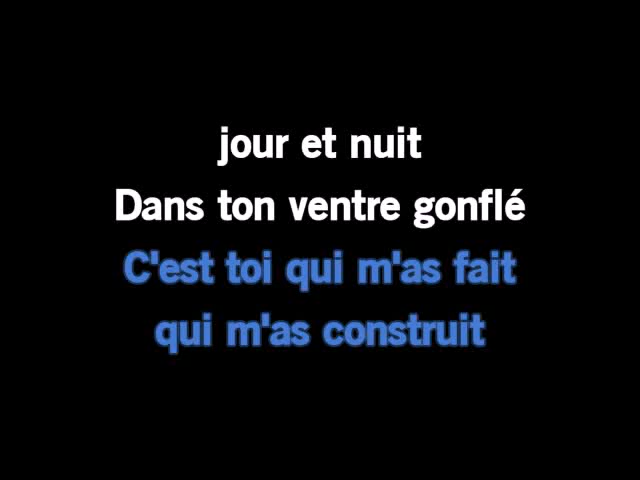 jour et nuit
Dans ton ventre gonflé
C'est toi qui m'as fait
qui m'as construit